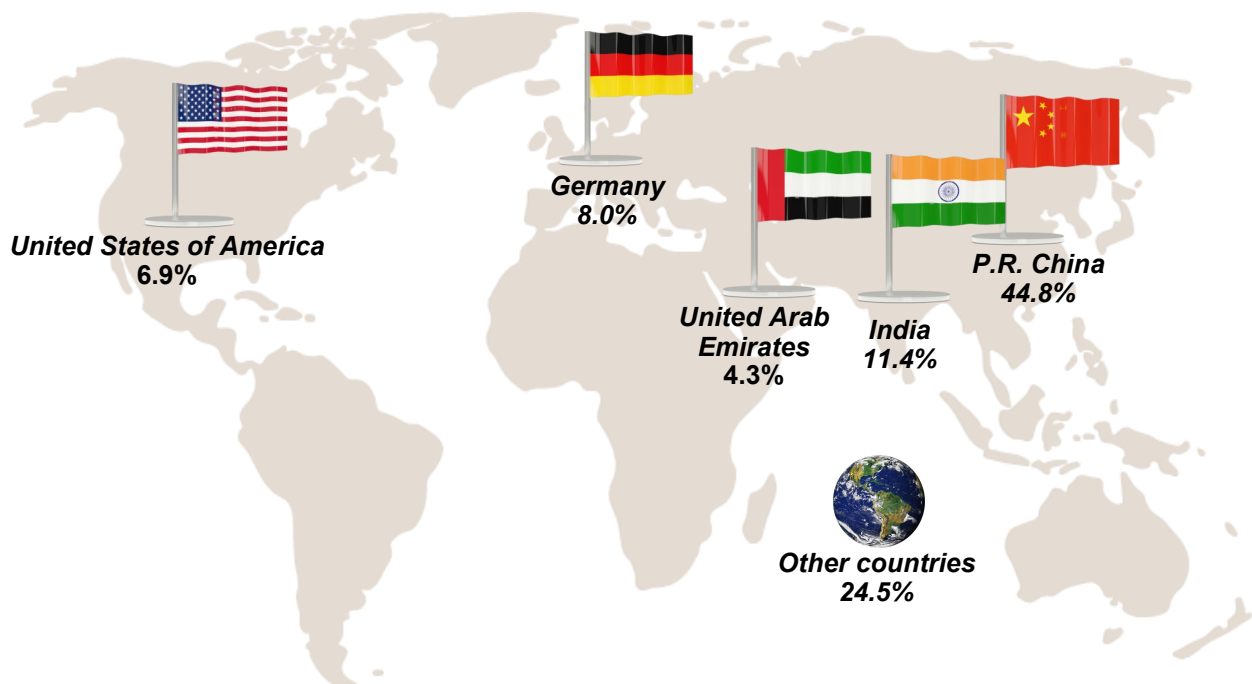 Germany
8.0%
United States of America
6.9%
P.R. China
44.8%
United Arab
Emirates
4.3%
India
11.4%
Other countries
24.5%